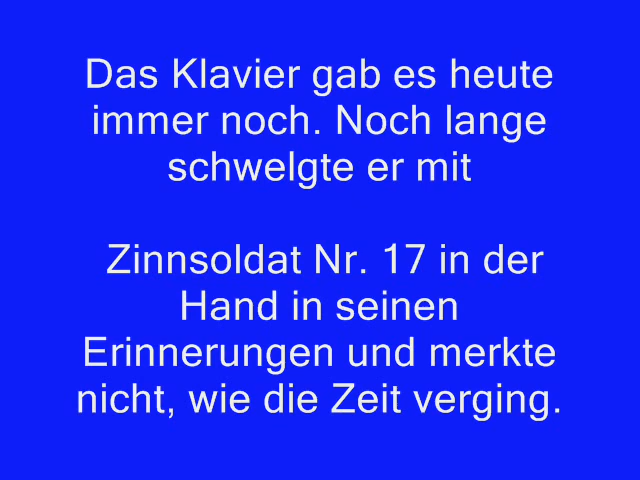 Das Klavier gab es heute
immer noch. Noch lange
schwelgte er mit
Zinnsoldat Nr. 17 in der
Hand in seinen
Erinnerungen und merkte
nicht, wie die Zeit verging.